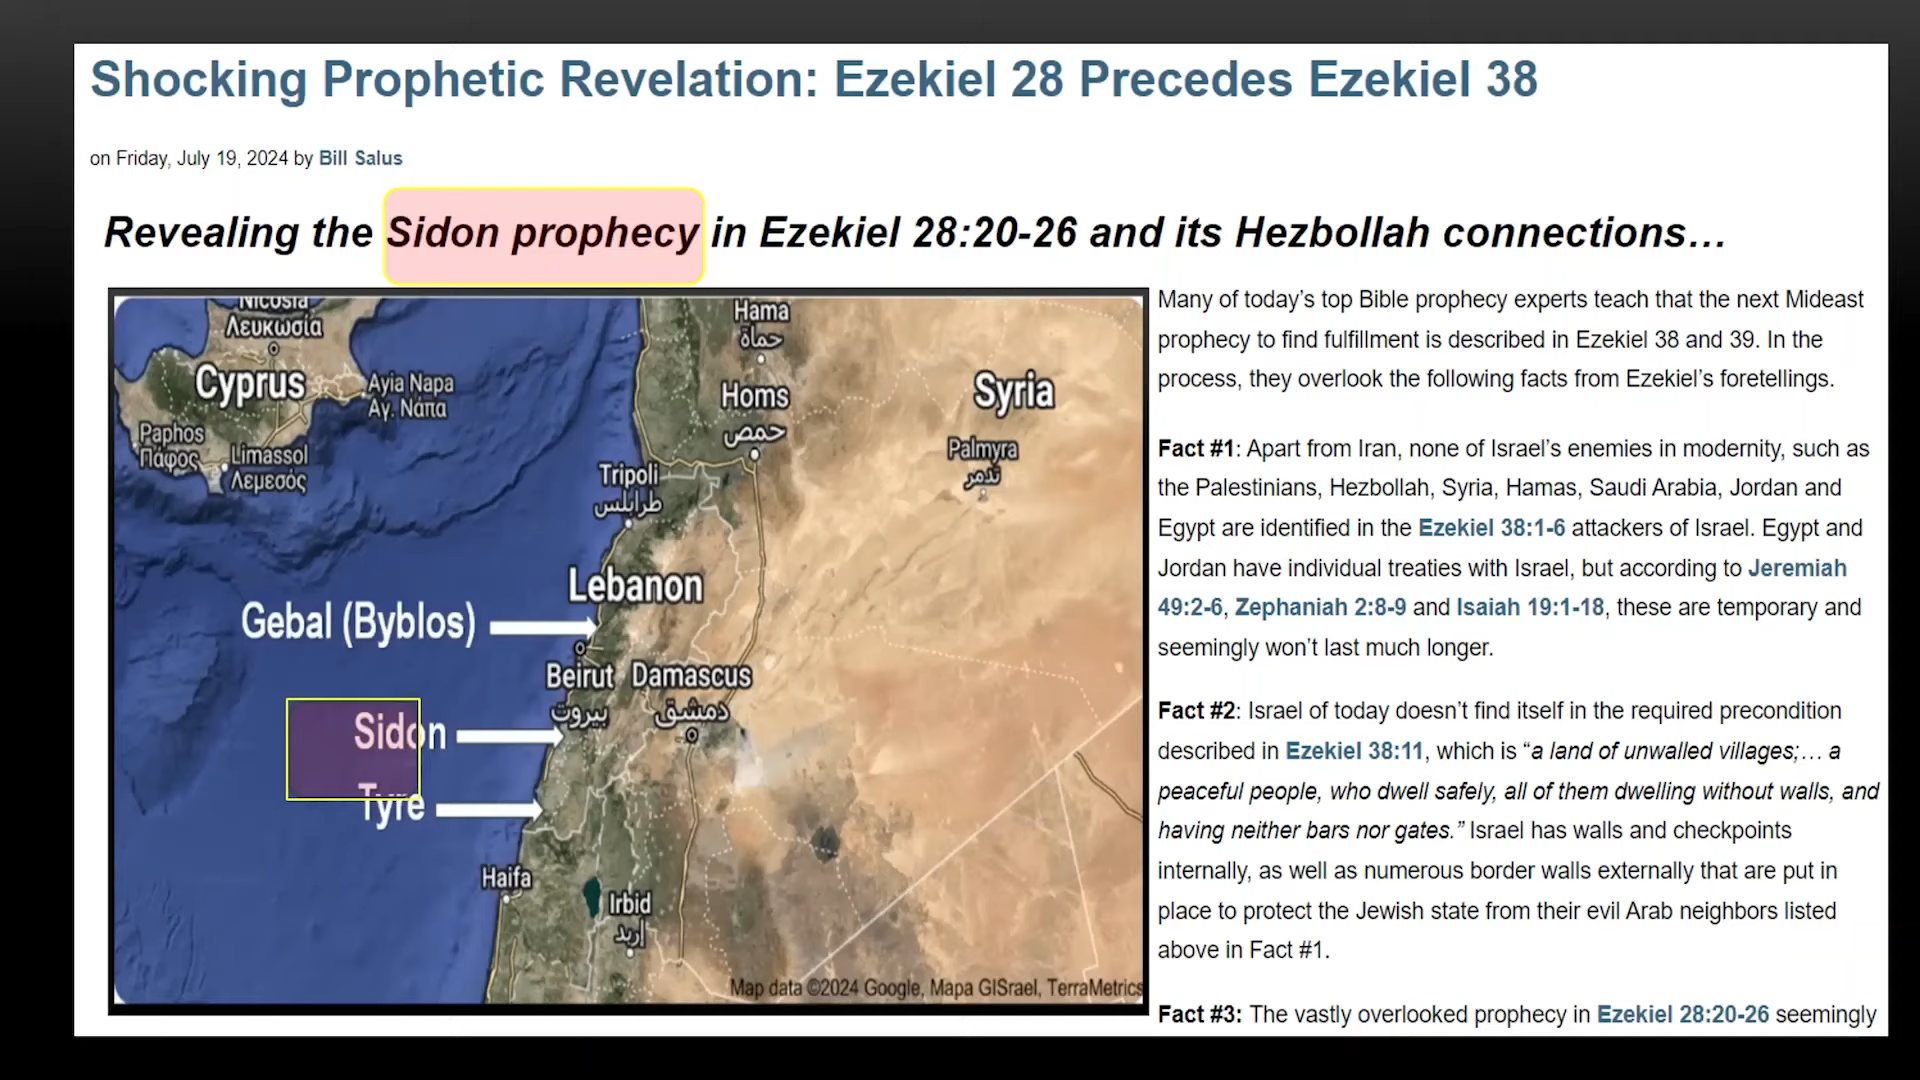 Shocking Prophetic Revelation: Ezekiel 28 Precedes Ezekiel 38
on Friday, July 19, 2024 by Bill Salus
Revealing the Sidon prophecy in Ezekiel 28:20-26 and its Hezbollah connections…
Nicosia
Λευκωσία
Cyprus
Ayia Napa
Αγ. Νάπα
Paphos
Πάφος
Limassol
Λεμεσός
Hama
حماة
Homs
حمص
Syria
Palmyra
تدمر
Tripoli
طرابلس
Lebanon
Gebal (Byblos)
Beirut
بيروت
Damascus
دمشق
Sidon
Tyre
Haifa
Irbid
إربد
Map data ©2024 Google, Mapa GISrael, TerraMetrics
Many of today’s top Bible prophecy experts teach that the next Mideast
prophecy to find fulfillment is described in Ezekiel 38 and 39. In the
process, they overlook the following facts from Ezekiel’s foretellings.
Fact #1: Apart from Iran, none of Israel’s enemies in modernity, such as
the Palestinians, Hezbollah, Syria, Hamas, Saudi Arabia, Jordan and
Egypt are identified in the Ezekiel 38:1-6 attackers of Israel. Egypt and
Jordan have individual treaties with Israel, but according to Jeremiah
49:2-6, Zephaniah 2:8-9 and Isaiah 19:1-18, these are temporary and
seemingly won’t last much longer.
Fact #2: Israel of today doesn’t find itself in the required precondition
described in Ezekiel 38:11, which is “a land of unwalled villages;… a
peaceful people, who dwell safely, all of them dwelling without walls, and
having neither bars nor gates.” Israel has walls and checkpoints
internally, as well as numerous border walls externally that are put in
place to protect the Jewish state from their evil Arab neighbors listed
above in Fact #1.
Fact #3: The vastly overlooked prophecy in Ezekiel 28:20-26 seemingly